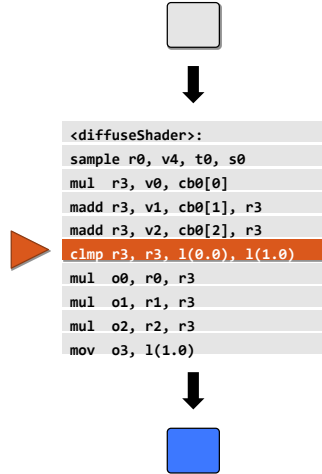 <diffuseShader>:
sample r0, v4, t0, s0
mul  r3, v0, cb0[0]
madd r3, v1, cb0[1], r3
madd r3, v2, cb0[2], r3
clmp r3, r3, l(0.0), l(1.0)
mul  o0, r0, r3
mul  o1, r1, r3
mul  o2, r2, r3
mov  o3, l(1.0)